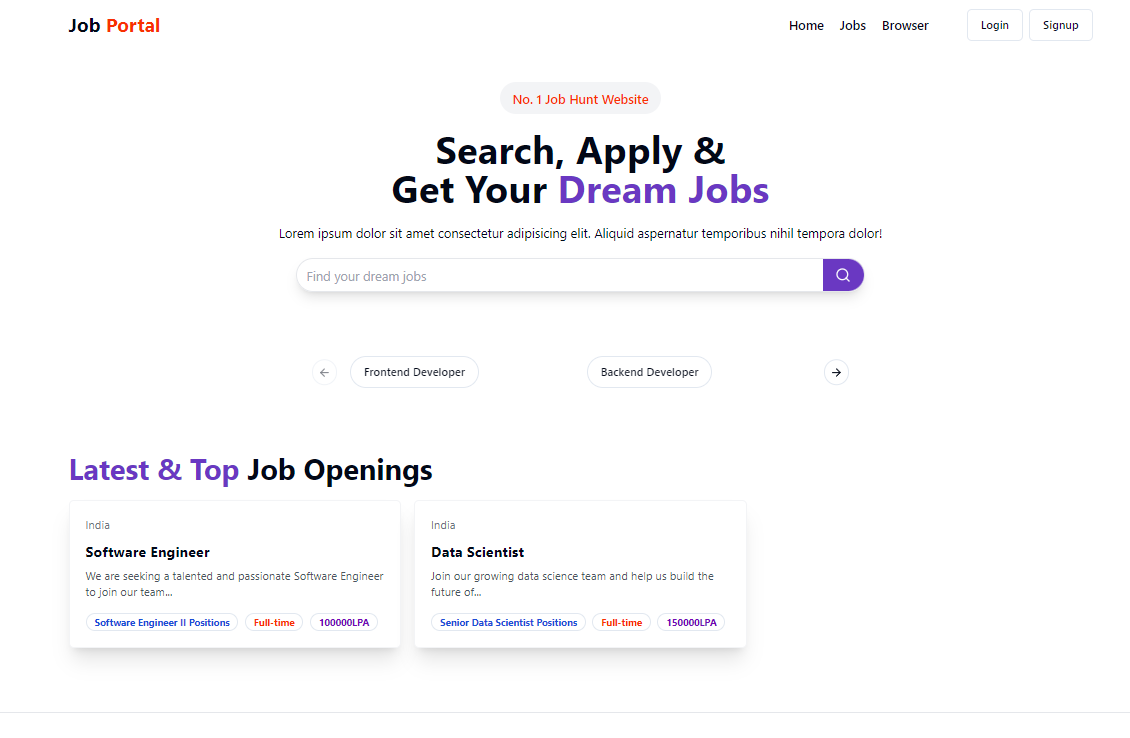 Job Portal
Home Jobs Browser Login Signup
No. 1 Job Hunt Website
Search, Apply &
Get Your Dream Jobs
Lorem ipsum dolor sit amet consectetur adipisicing elit. Aliquid aspernatur temporibus nihil tempora dolor!
Find your dream jobs
Frontend Developer
Backend Developer
Latest & Top Job Openings
India
Software Engineer
We are seeking a talented and passionate Software Engineer
to join our team...
Software Engineer II Positions Full-time 100000LPA
India
Data Scientist
Join our growing data science team and help us build the
future of...
Senior Data Scientist Positions Full-time 150000LPA